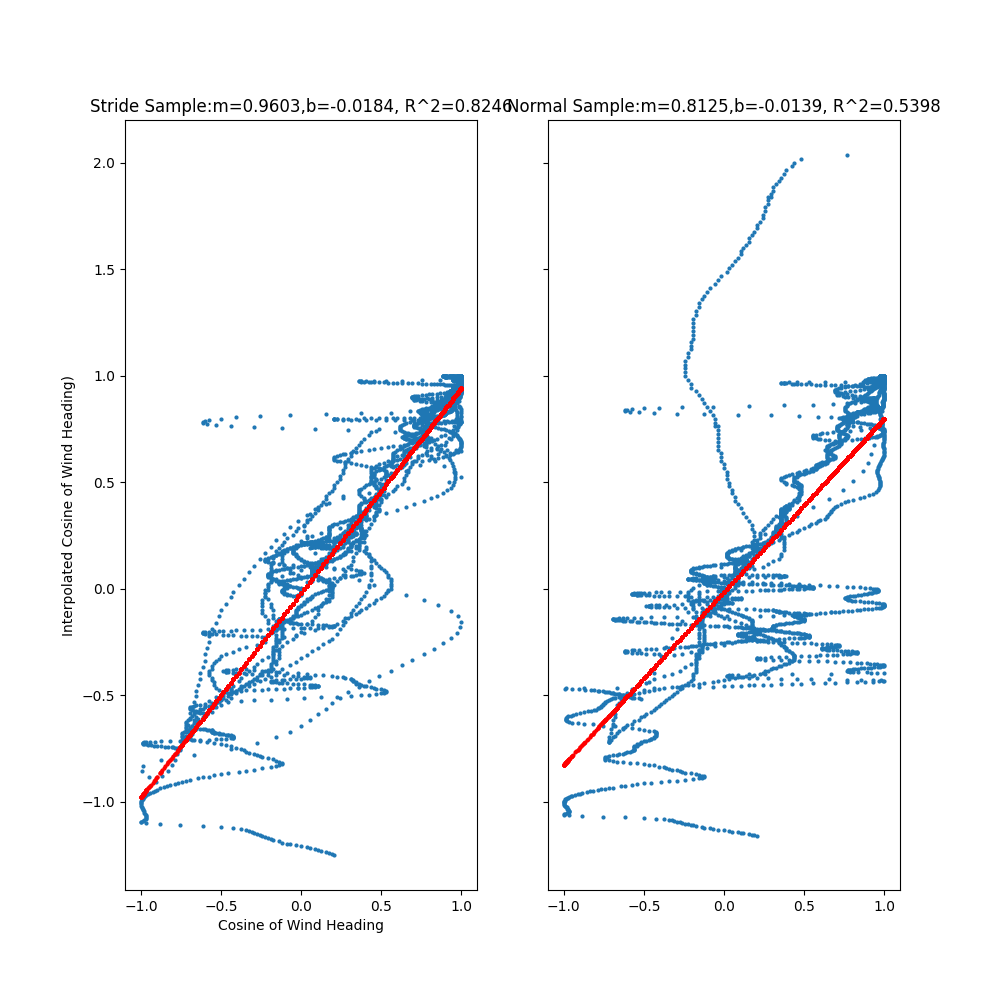 Stride Sample:m=0.9603,b=-0.0184, R^2=0.8246
Normal Sample:m=0.8125,b=-0.0139, R^2=0.5398
Interpolated Cosine of Wind Heading)
2.0
1.5
1.0
0.5
0.0
−0.5
−1.0
−1.0 −0.5 0.0 0.5 1.0
−1.0 −0.5 0.0 0.5 1.0
Cosine of Wind Heading